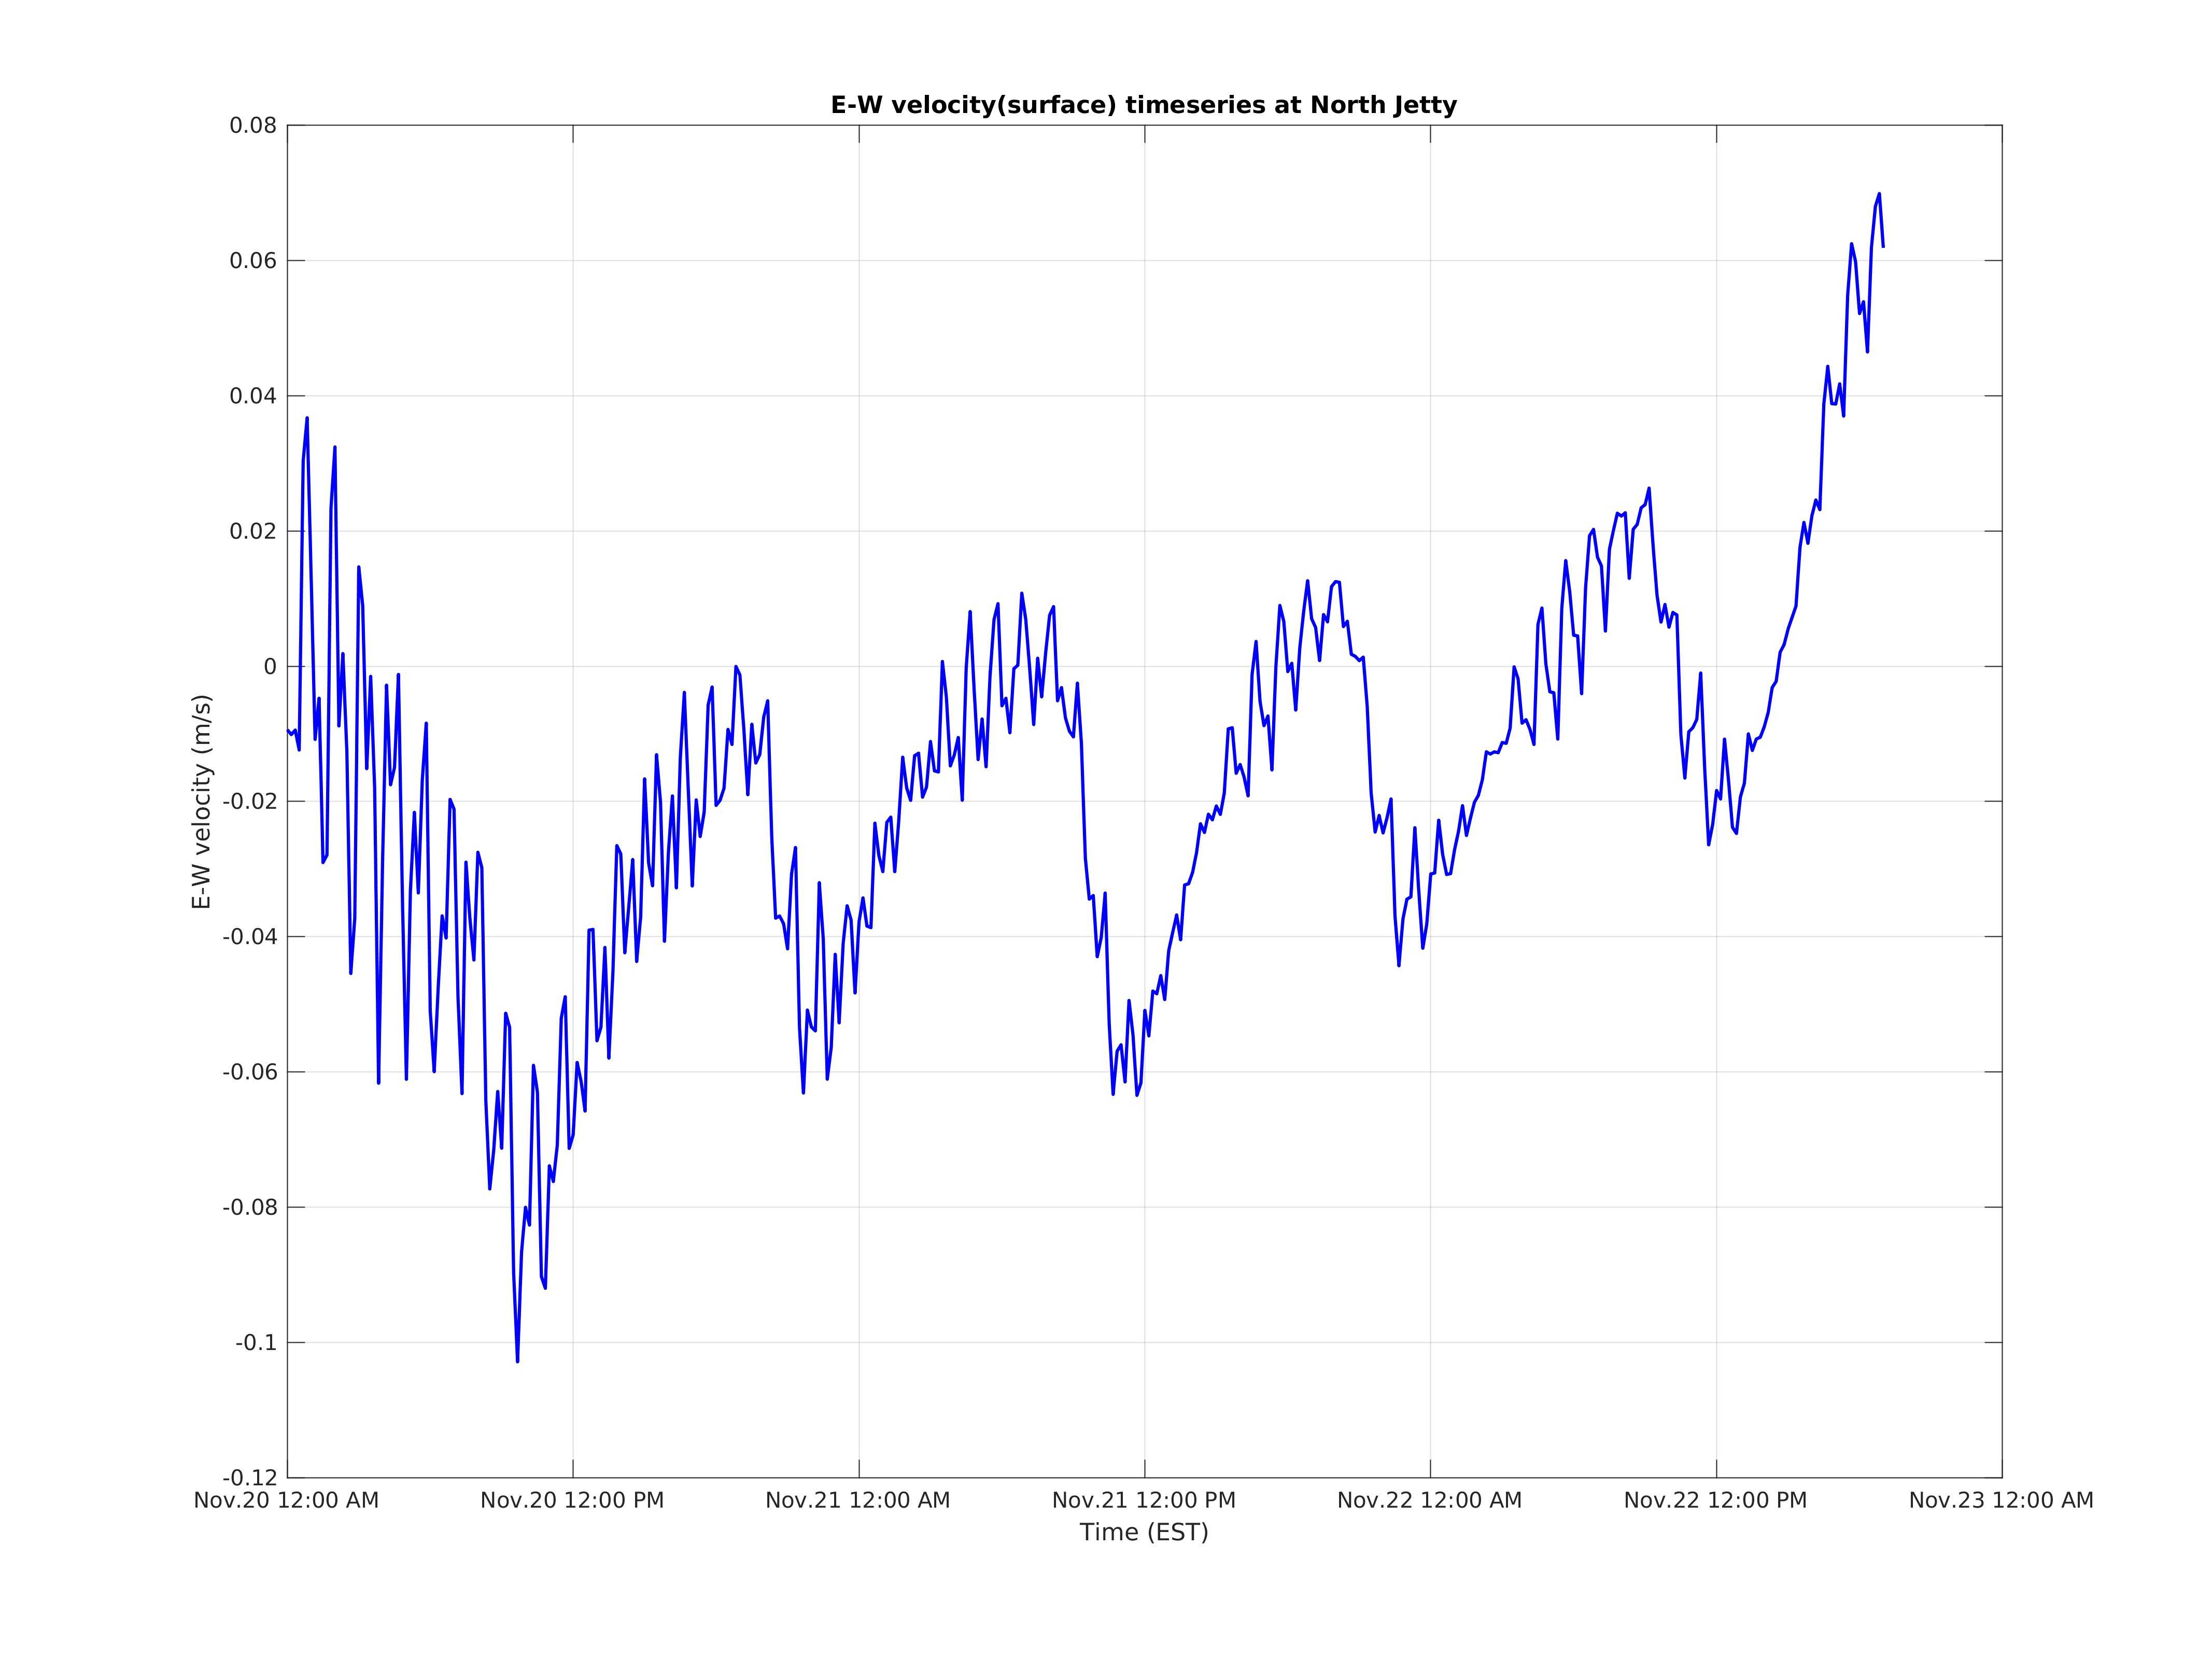 E-W velocity(surface) timeseries at North Jetty
0.08
0.06
0.04
0.02
0
-0.02
-0.04
-0.06
-0.08
-0.1
-0.12
E-W velocity (m/s)
Nov.20 12:00 AM Nov.20 12:00 PM Nov.21 12:00 AM Nov.21 12:00 PM Nov.22 12:00 AM Nov.22 12:00 PM Nov.23 12:00 AM
Time (EST)